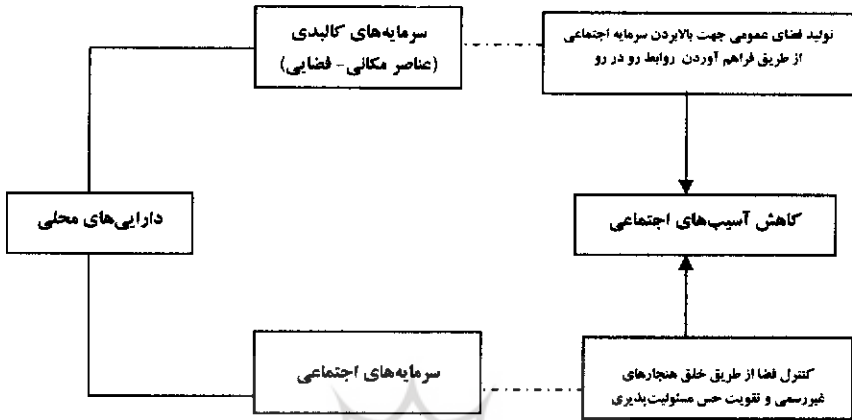 تولید فضای عمومی جهت بالابردن سرمایه اجتماعی
از طریق فراهم آوردن روابط رو در رو
سرمایه‌های کالبدی
(عناصر مکانی- فضایی)
کاهش آسیب‌های اجتماعی
دارایی‌های محلی
کنترل فضا از طریق خلق هنجارهای
غیررسمی و تقویت حس مسئولیت‌پذیری
سرمایه‌های اجتماعی